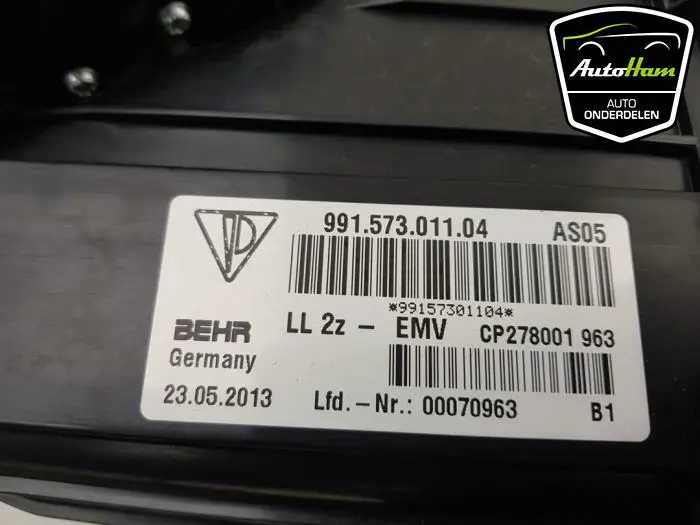 AutoHam
AUTO
ONDERDELEN
991.573.011.04 AS05
*99157301104*
BEHR LL 2z - EMV CP278001 963
Germany
23.05.2013 Lfd.-Nr.: 00070963 B1